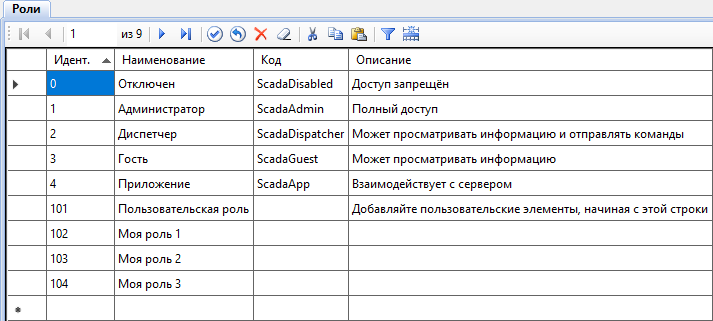 Роли
1 из 9
Идент. Наименование Код Описание
0 Отключен ScadaDisabled Доступ запрещён
1 Администратор ScadaAdmin Полный доступ
2 Диспетчер ScadaDispatcher Может просматривать информацию и отправлять команды
3 Гость ScadaGuest Может просматривать информацию
4 Приложение ScadaApp Взаимодействует с сервером
101 Пользовательская роль Добавляйте пользовательские элементы, начиная с этой строки
102 Моя роль 1
103 Моя роль 2
104 Моя роль 3